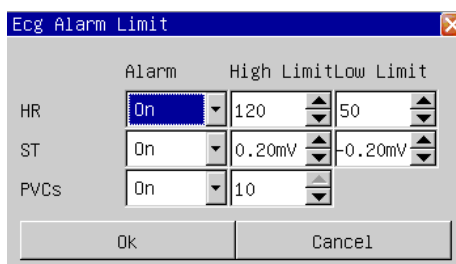 Ecg Alarm Limit
Alarm High Limit Low Limit
HR On 120 50
ST On 0.20mV -0.20mV
PVCs On 10
Ok Cancel